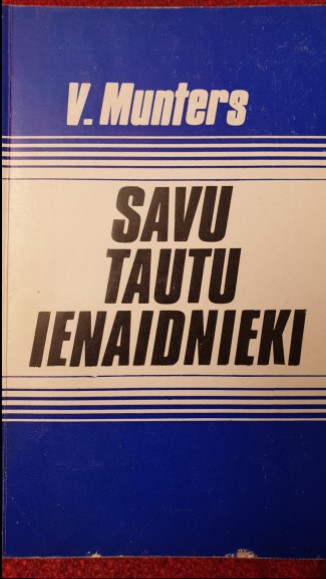 V. Munters
SAVU
TAUTU
IENAIDNIEKI